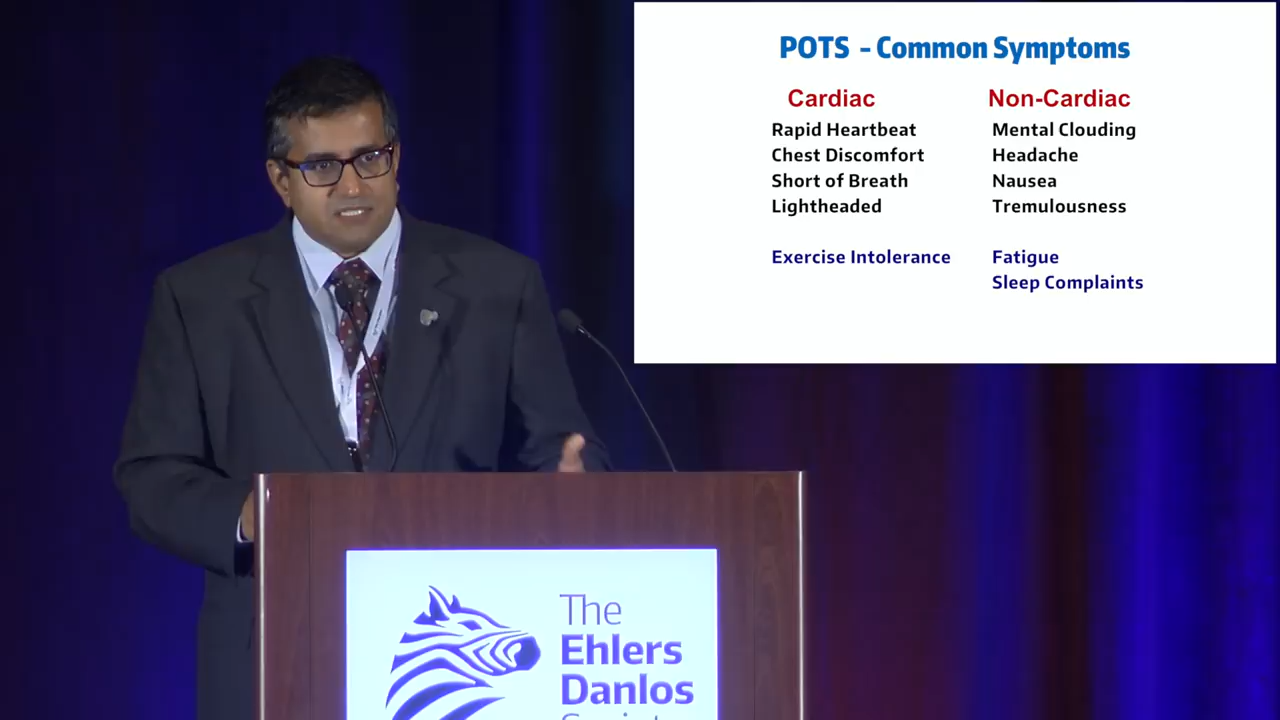 POTS - Common Symptoms
Cardiac
Rapid Heartbeat
Chest Discomfort
Short of Breath
Lightheaded
Exercise Intolerance
Non-Cardiac
Mental Clouding
Headache
Nausea
Tremulousness
Fatigue
Sleep Complaints
The
Ehlers
Danlos